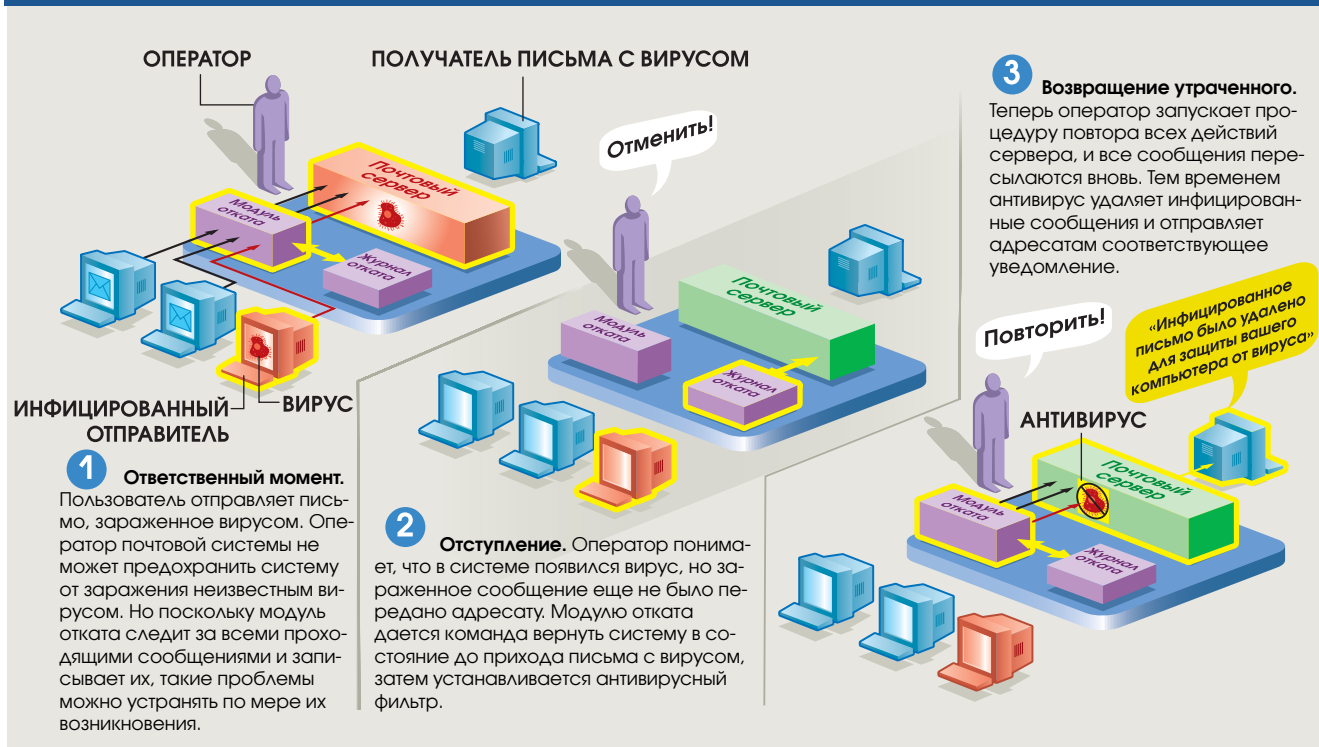 ОПЕРАТОР
ПОЛУЧАТЕЛЬ ПИСЬМА С ВИРУСОМ
Почтовый
сервер
Модуль
отката
Журнал
отката
ИНФИЦИРОВАННЫЙ
ОТПРАВИТЕЛЬ
ВИРУС
1 Ответственный момент.
Пользователь отправляет пись-
мо, зараженное вирусом. Опе-
ратор почтовой системы не
может предохранить систему
от заражения неизвестным ви-
русом. Но поскольку модуль
отката следит за всеми прохо-
дящими сообщениями и запи-
сывает их, такие проблемы
можно устранять по мере их
возникновения.
Отменить!
Почтовый
сервер
Модуль
отката
Журнал
отката
2 Отступление. Оператор понима-
ет, что в системе появился вирус, но за-
раженное сообщение еще не было пе-
редано адресату. Модулю отката
дается команда вернуть систему в со-
стояние до прихода письма с вирусом,
затем устанавливается антивирусный
фильтр.
3 Возвращение утраченного.
Теперь оператор запускает про-
цедуру повтора всех действий
сервера, и все сообщения пере-
сылаются вновь. Тем временем
антивирус удаляет инфицирован-
ные сообщения и отправляет
адресатам соответствующее
уведомление.
Повторить!
«Инфицированное
письмо было удалено
для защиты вашего
компьютера от вируса»
АНТИВИРУС
Почтовый
сервер
Модуль
отката
Журнал
отката